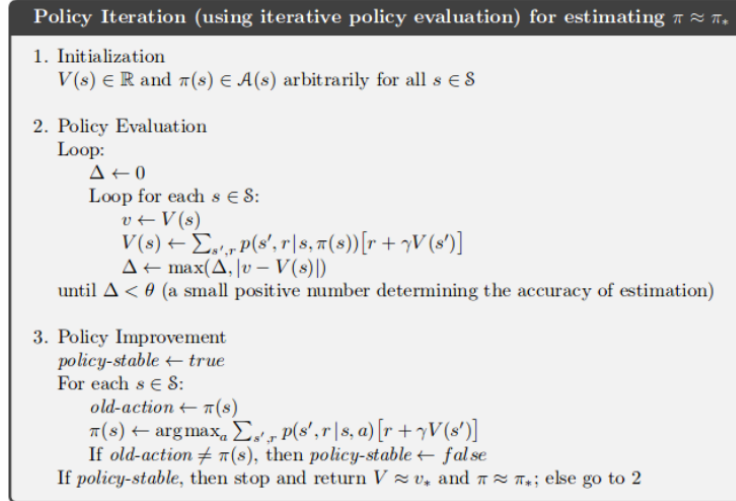 Policy Iteration (using iterative policy evaluation) for estimating π ≈ π*
1. Initialization
V(s) ∈ ℝ and π(s) ∈ 𝒜(s) arbitrarily for all s ∈ 𝒮
2. Policy Evaluation
Loop:
Δ ← 0
Loop for each s ∈ 𝒮:
v ← V(s)
V(s) ← ∑_{s′,r} p(s′, r|s, π(s))[r + γV(s′)]
Δ ← max(Δ, |v − V(s)|)
until Δ < θ (a small positive number determining the accuracy of estimation)
3. Policy Improvement
policy-stable ← true
For each s ∈ 𝒮:
old-action ← π(s)
π(s) ← argmax_a ∑_{s′,r} p(s′, r|s, a)[r + γV(s′)]
If old-action ≠ π(s), then policy-stable ← false
If policy-stable, then stop and return V ≈ v* and π ≈ π*; else go to 2